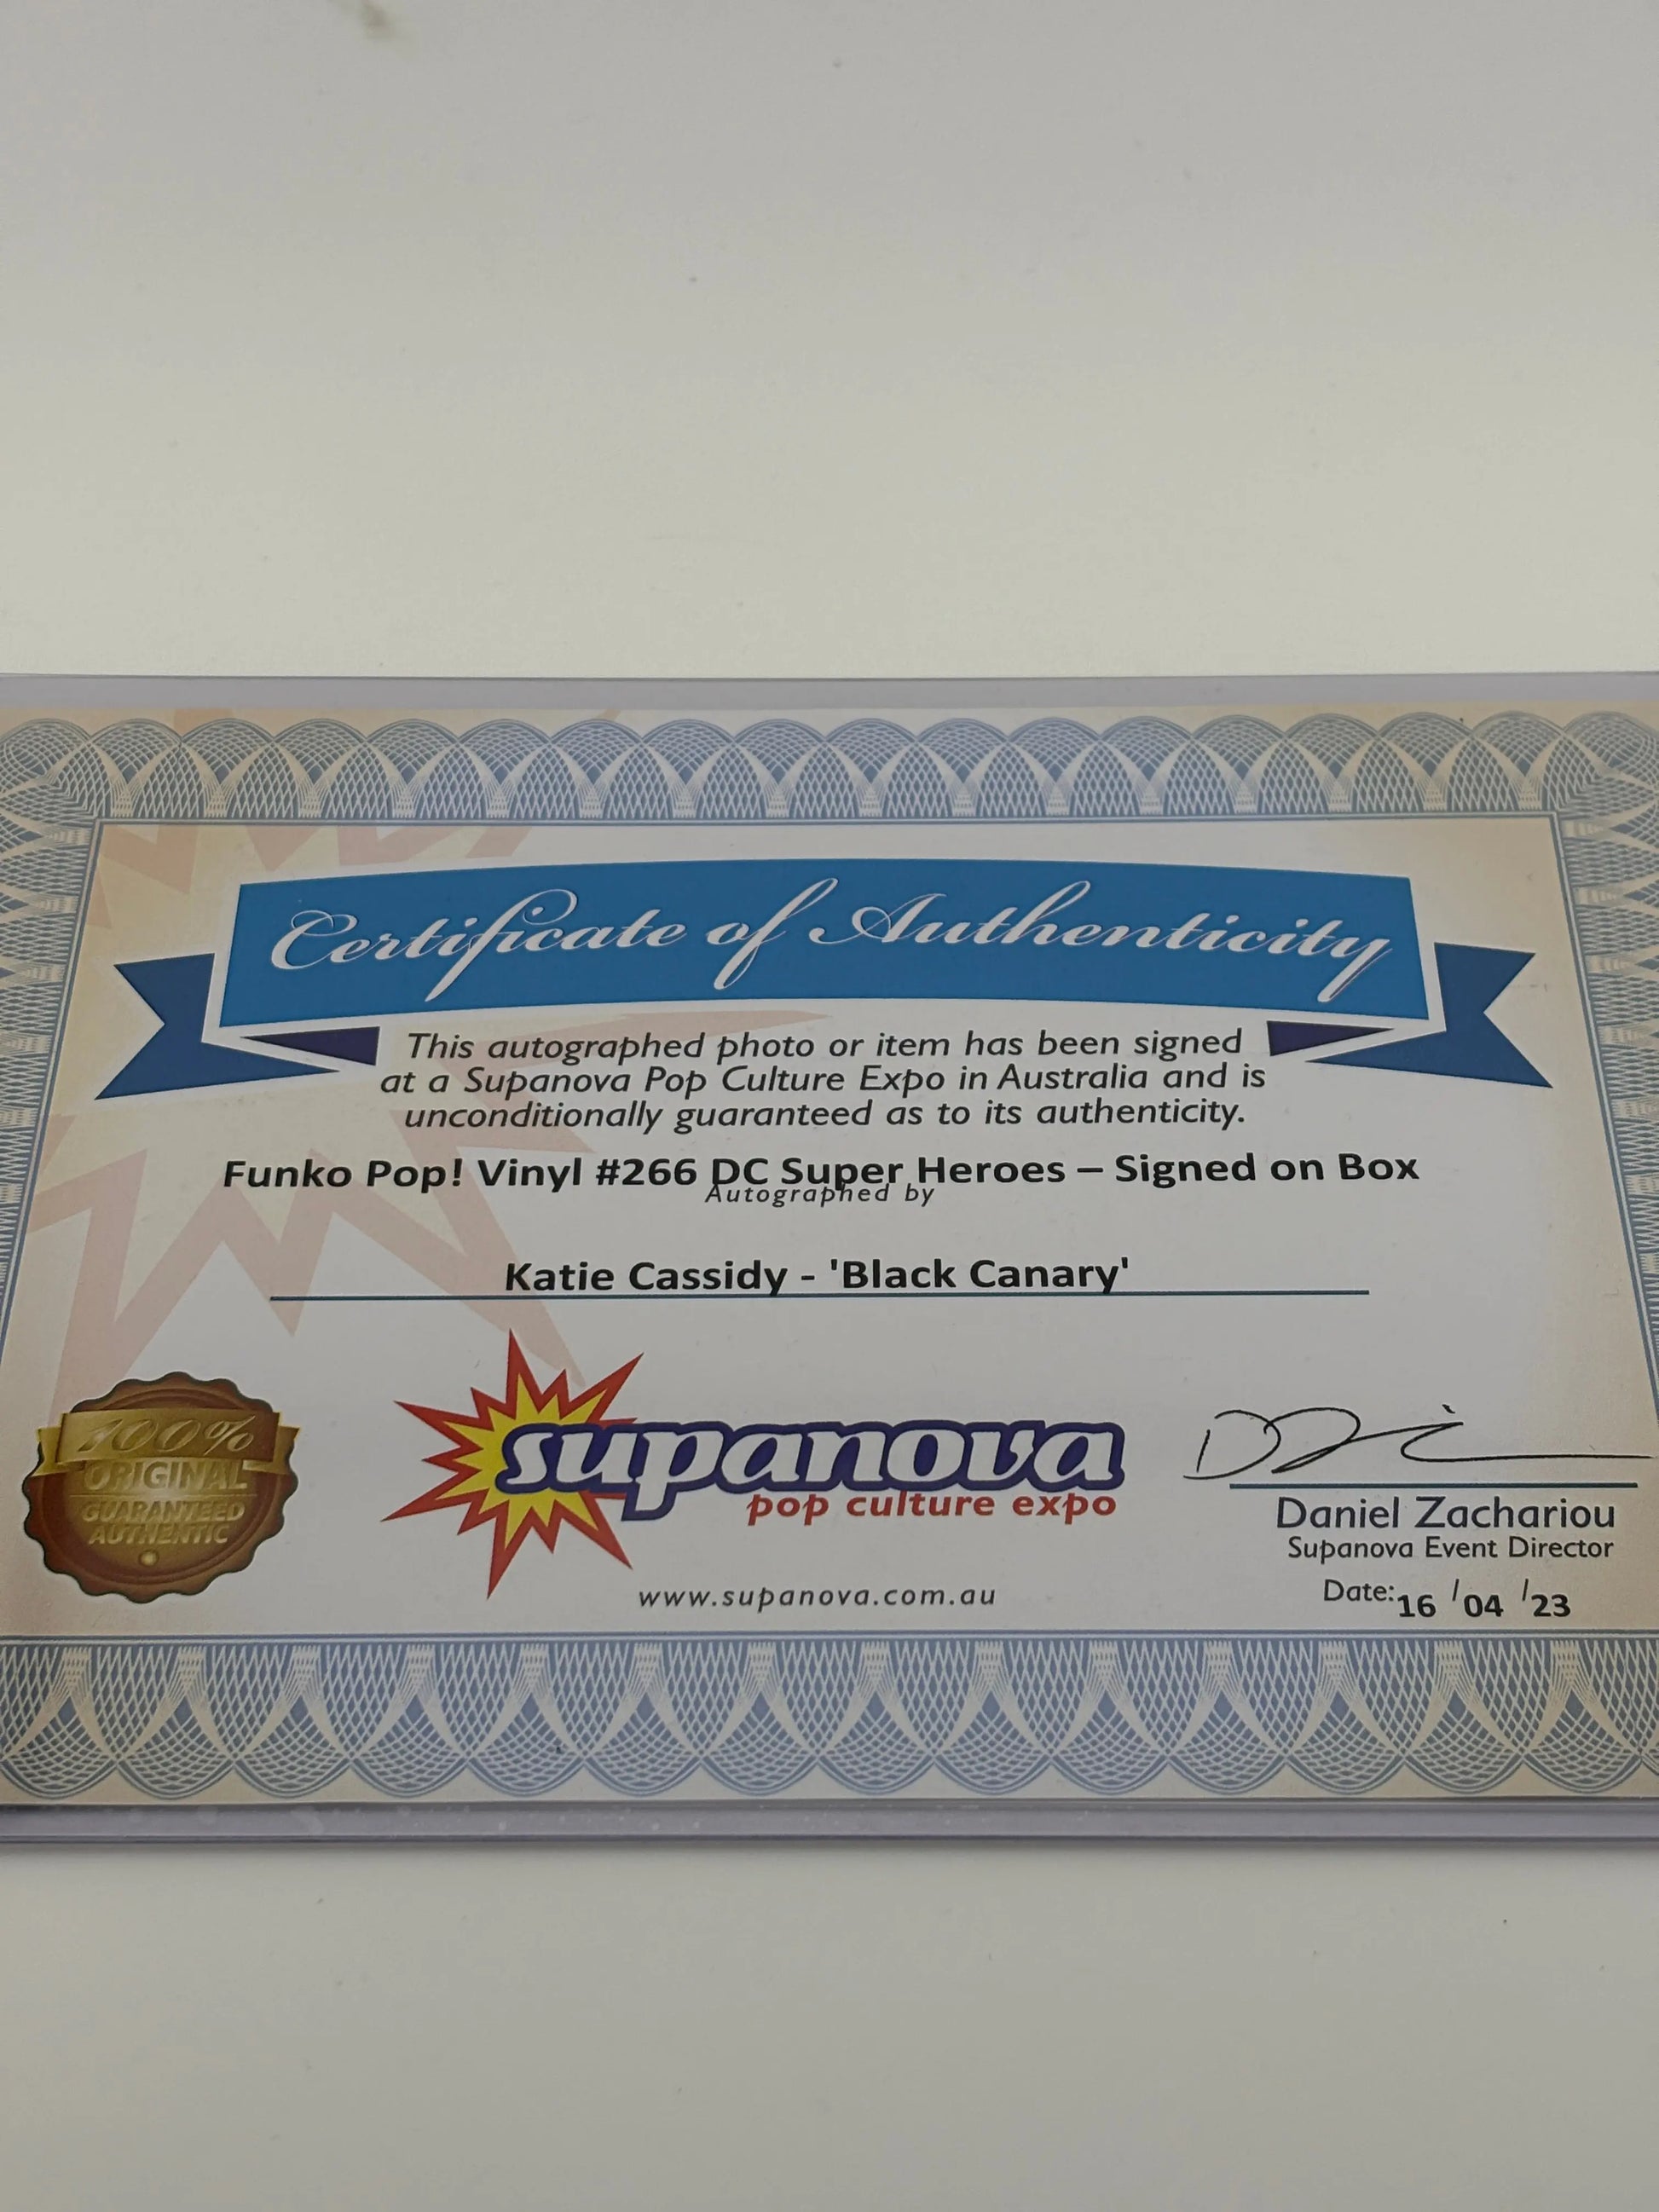 Certificate of Authenticity
This autographed photo or item has been signed
at a Supanova Pop Culture Expo in Australia and is
unconditionally guaranteed as to its authenticity.
Funko Pop! Vinyl #266 DC Super Heroes – Signed on Box
Autographed by
Katie Cassidy - 'Black Canary'
100%
ORIGINAL
GUARANTEED
AUTHENTIC
supanova
pop culture expo
www.supanova.com.au
Daniel Zachariou
Supanova Event Director
Date: 16 / 04 / 23